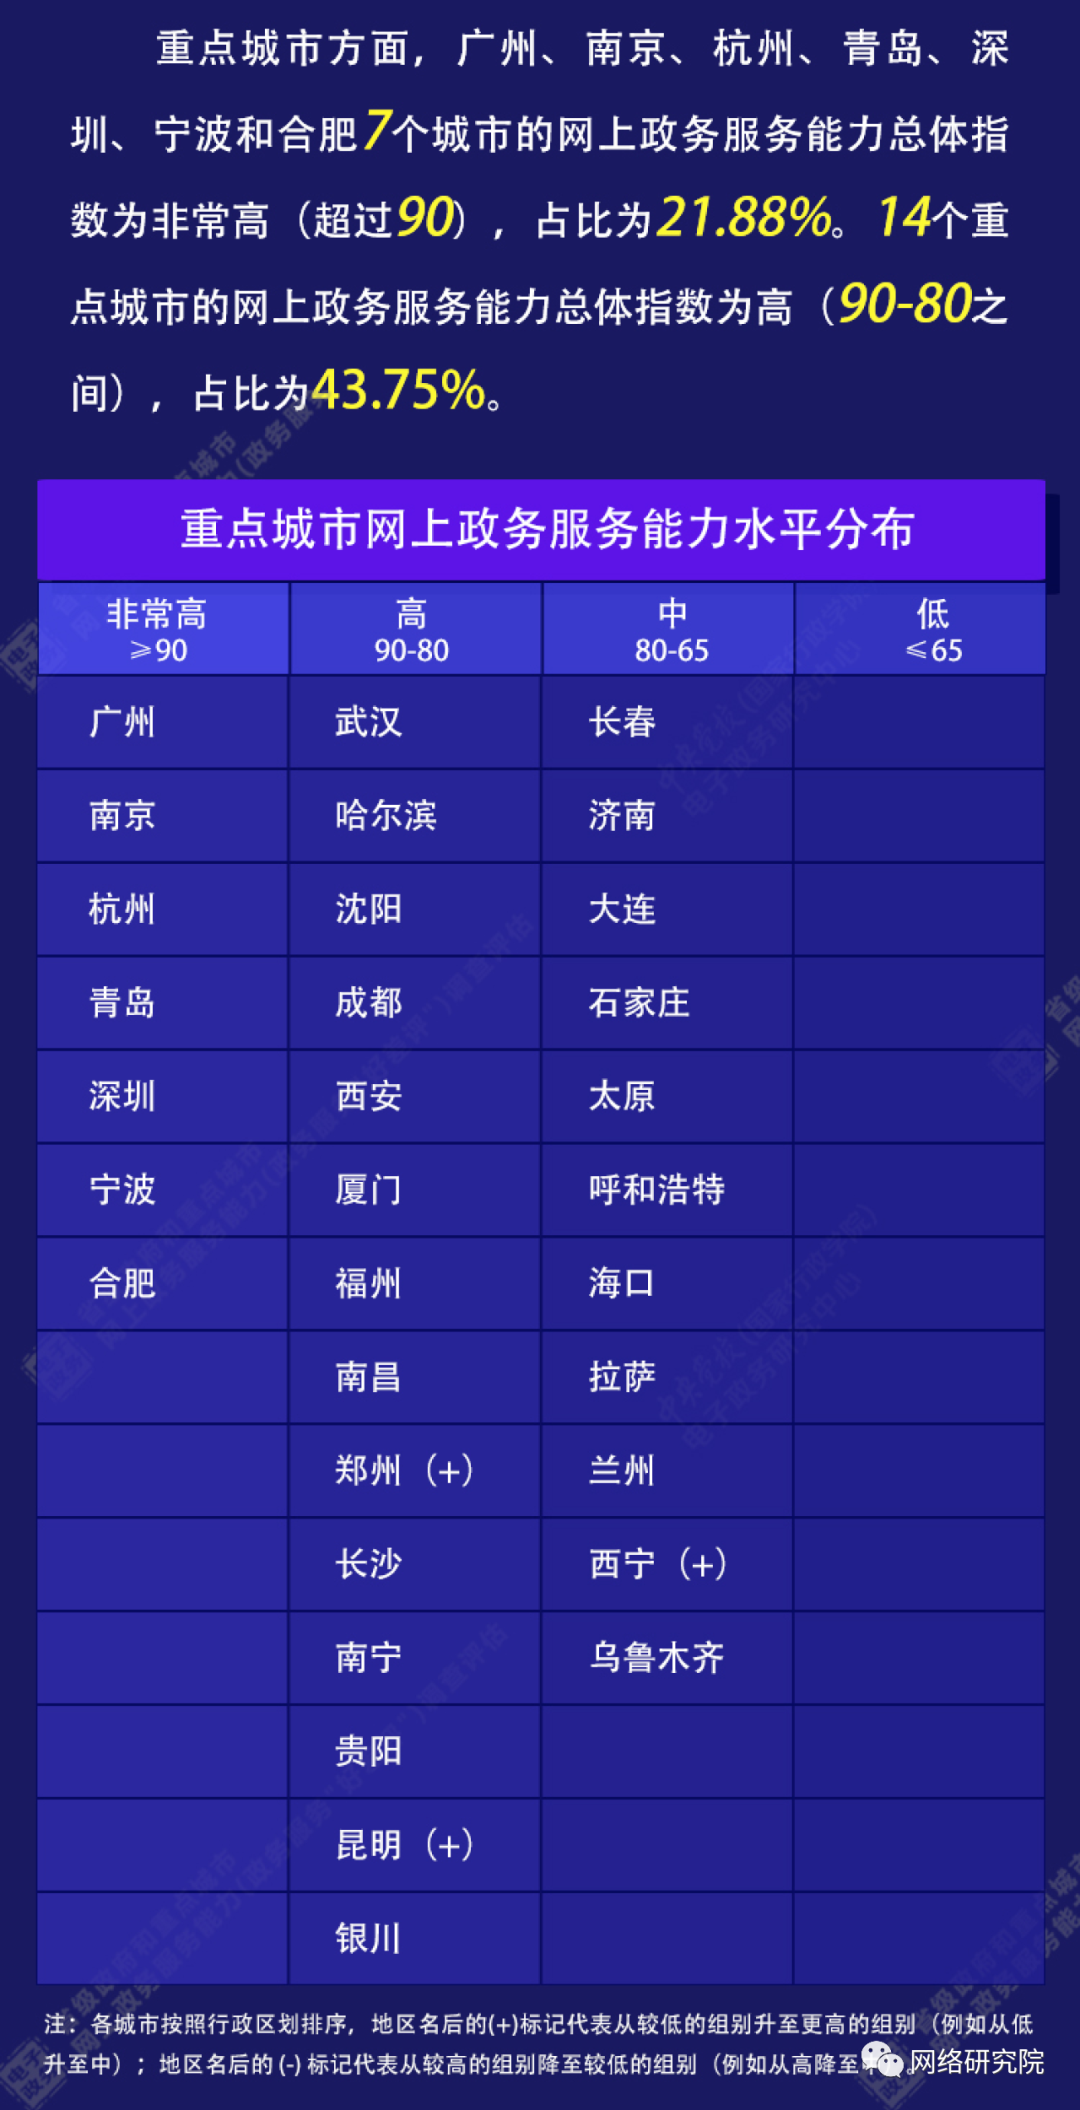 重点城市方面，广州、南京、杭州、青岛、深
圳、宁波和合肥7个城市的网上政务服务能力总体指
数为非常高（超过90），占比为21.88%。14个重
点城市的网上政务服务能力总体指数为高（90-80之
间），占比为43.75%。
重点城市网上政务服务能力水平分布
非常高 高 中 低
≥90 90-80 80-65 ≤65
广州 武汉 长春
南京 哈尔滨 济南
杭州 沈阳 大连
青岛 成都 石家庄
深圳 西安 太原
宁波 厦门 呼和浩特
合肥 福州 海口
南昌 拉萨
郑州（+） 兰州
长沙 西宁（+）
南宁 乌鲁木齐
贵阳
昆明（+）
银川
注：各城市按照行政区划排序，地区名后的(+)标记代表从较低的组别升至更高的组别（例如从低
升至中）；地区名后的(-)标记代表从较高的组别降至较低的组别（例如从高降至
网络研究院